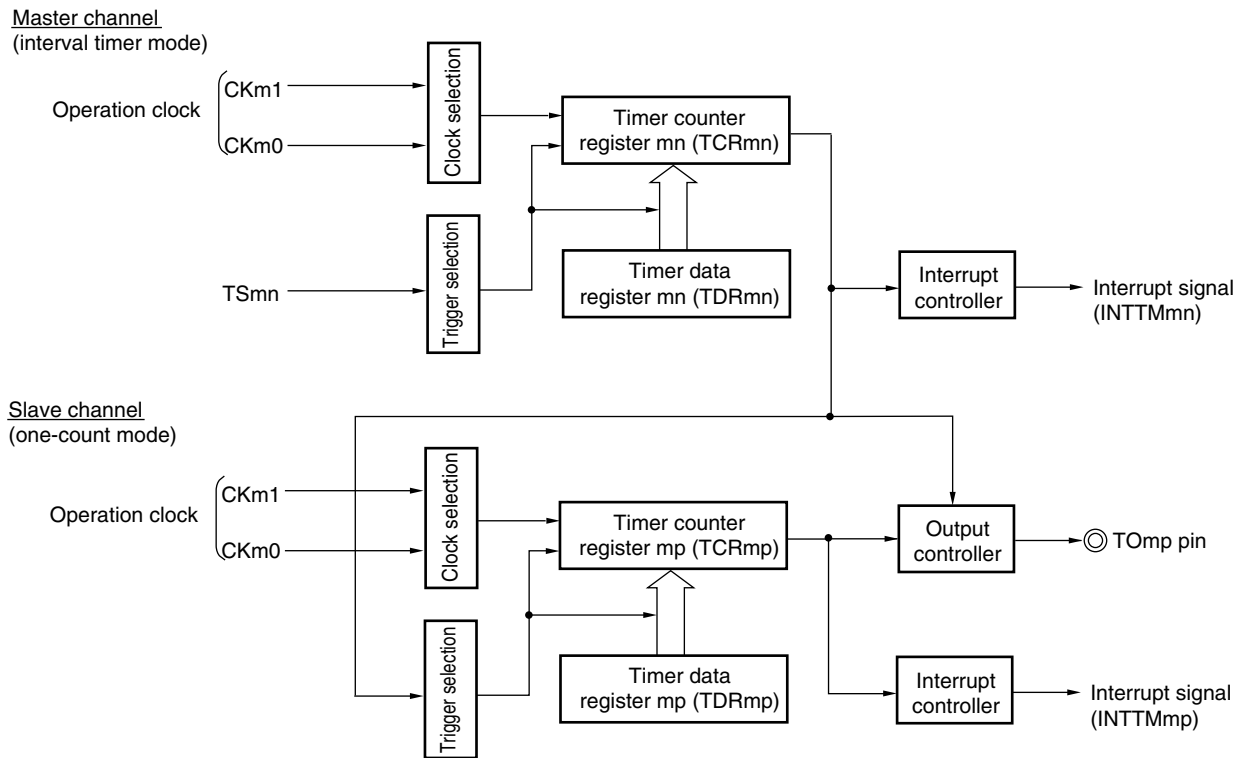 Master channel
(interval timer mode)
Operation clock
CKm1
CKm0
Clock selection
Timer counter
register mn (TCRmn)
TSmn
Trigger selection
Timer data
register mn (TDRmn)
Interrupt
controller
Interrupt signal
(INTTMmn)
Slave channel
(one-count mode)
Operation clock
CKm1
CKm0
Clock selection
Timer counter
register mp (TCRmp)
Output
controller
TOmp pin
Trigger selection
Timer data
register mp (TDRmp)
Interrupt
controller
Interrupt signal
(INTTMmp)